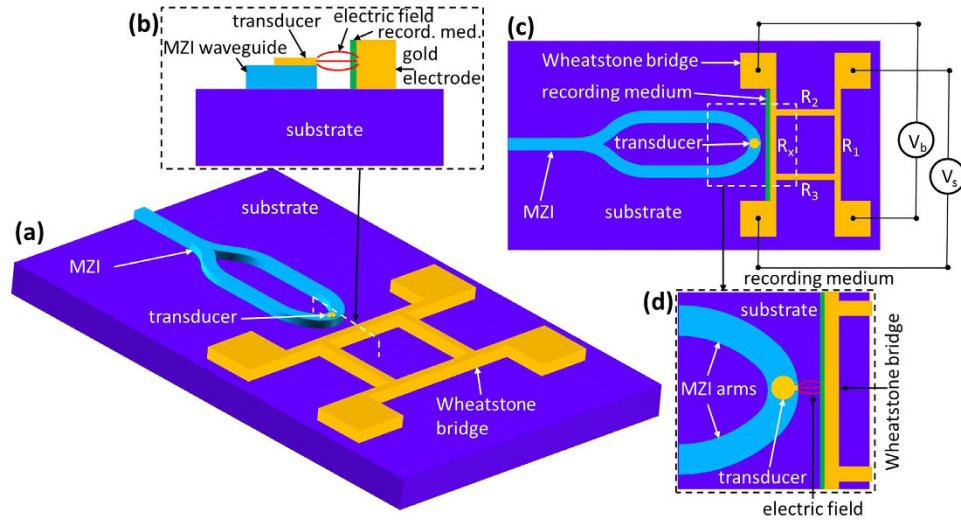 (b)
transducer
electric field
record. med.
MZI waveguide
gold
electrode
substrate
(a)
substrate
MZI
transducer
Wheatstone
bridge
(c)
Wheatstone bridge
recording medium
transducer
MZI
substrate
R2
Rx
R1
R3
Vb
Vs
recording medium
(d)
substrate
MZI arms
transducer
electric field
Wheatstone bridge